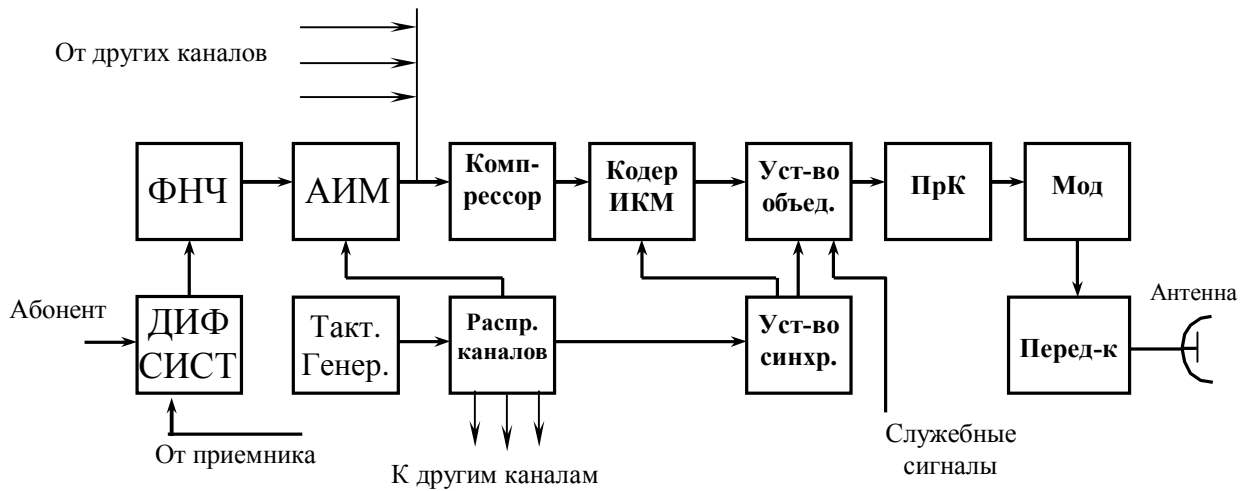 От других каналов
ФНЧ
АИМ
Комп-
рессор
Кодер
ИКМ
Уст-во
объед.
ПрК
Мод
Абонент
ДИФ
СИСТ
Такт.
Генер.
Распр.
каналов
Уст-во
синхр.
Перед-к
Антенна
От приемника
К другим каналам
Служебные
сигналы